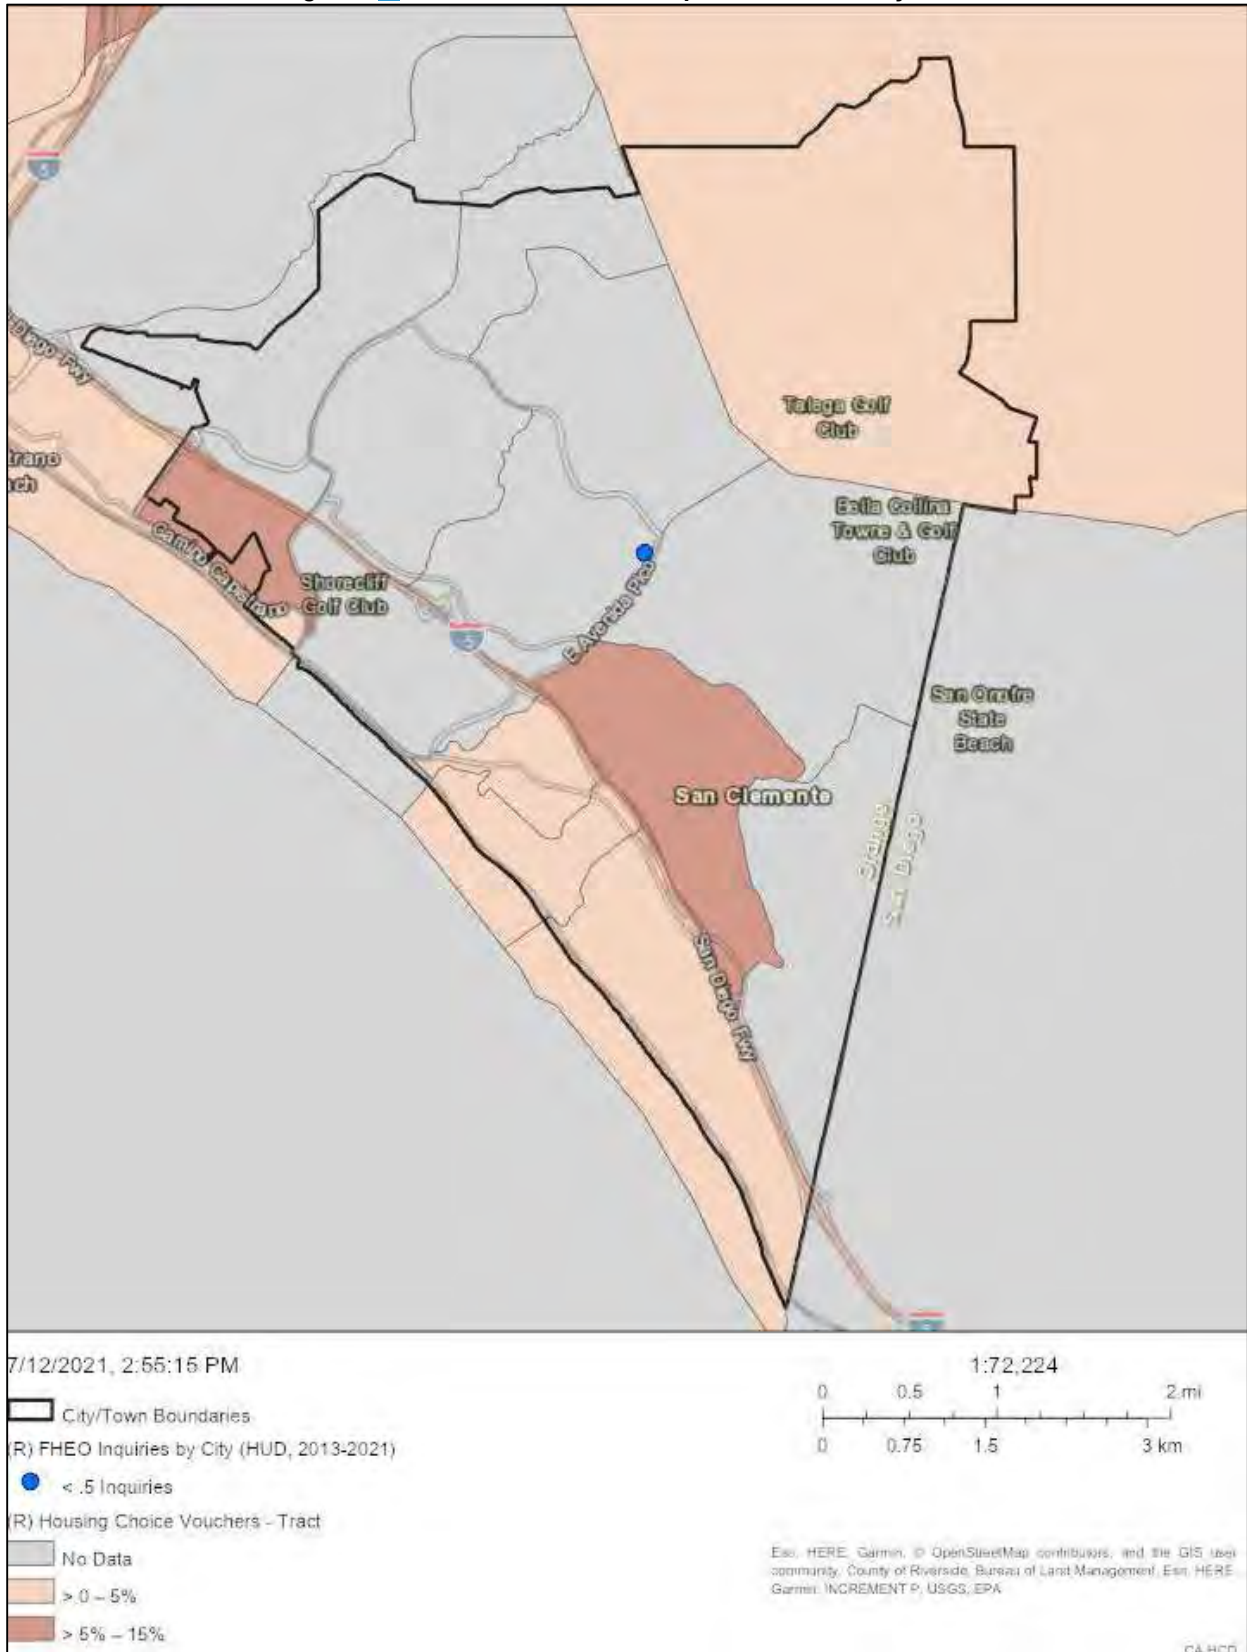 5
Diego Fwy
trano
ach
Talega Golf
Club
Bella Collina
Towne & Golf
Club
Camino Capistrano
Shorecliff
Golf Club
5
E Avenida Pico
San Onofre
State
Beach
San Clemente
Orange
San Diego
San Diego Fwy
7/12/2021, 2:55:15 PM
1:72,224
0 0.5 1 2 mi
City/Town Boundaries
(R) FHEO Inquiries by City (HUD, 2013-2021)
0 0.75 1.5 3 km
< .5 Inquiries
(R) Housing Choice Vouchers - Tract
No Data
Esri, HERE, Garmin, © OpenStreetMap contributors, and the GIS user
community, County of Riverside, Bureau of Land Management, Esri, HERE,
Garmin, INCREMENT P, USGS, EPA
> 0 – 5%
> 5% – 15%
CA HCD